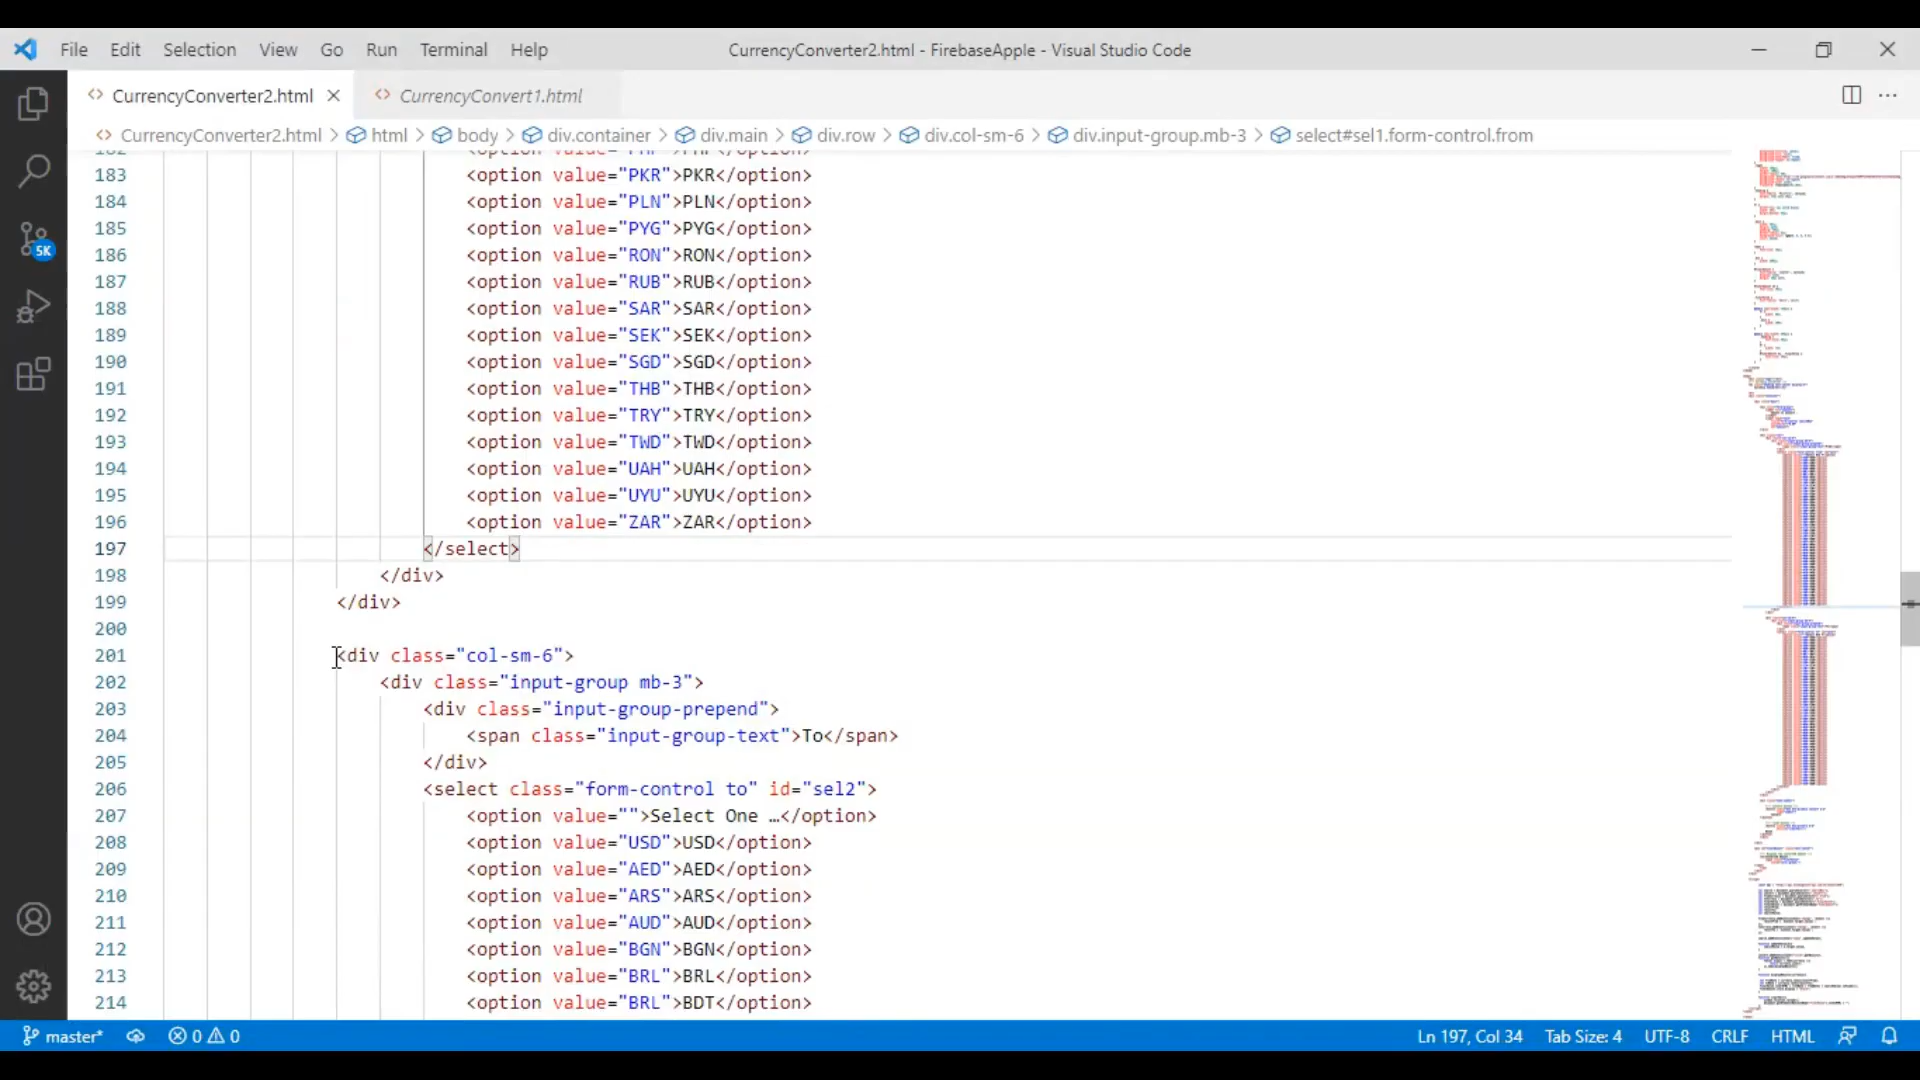 File Edit Selection View Go Run Terminal Help CurrencyConverter2.html - FirebaseApple - Visual Studio Code
CurrencyConverter2.html CurrencyConvert1.html
CurrencyConverter2.html > html > body > div.container > div.main > div.row > div.col-sm-6 > div.input-group.mb-3 > select#sel1.form-control.from
183 <option value="PKR">PKR</option>
184 <option value="PLN">PLN</option>
185 <option value="PYG">PYG</option>
186 <option value="RON">RON</option>
187 <option value="RUB">RUB</option>
188 <option value="SAR">SAR</option>
189 <option value="SEK">SEK</option>
190 <option value="SGD">SGD</option>
191 <option value="THB">THB</option>
192 <option value="TRY">TRY</option>
193 <option value="TWD">TWD</option>
194 <option value="UAH">UAH</option>
195 <option value="UYU">UYU</option>
196 <option value="ZAR">ZAR</option>
197 </select>
198 </div>
199 </div>
200
201 <div class="col-sm-6">
202 <div class="input-group mb-3">
203 <div class="input-group-prepend">
204 <span class="input-group-text">To</span>
205 </div>
206 <select class="form-control to" id="sel2">
207 <option value="">Select One …</option>
208 <option value="USD">USD</option>
209 <option value="AED">AED</option>
210 <option value="ARS">ARS</option>
211 <option value="AUD">AUD</option>
212 <option value="BGN">BGN</option>
213 <option value="BRL">BRL</option>
214 <option value="BRL">BDT</option>
5K
master* 0 0 Ln 197, Col 34 Tab Size: 4 UTF-8 CRLF HTML